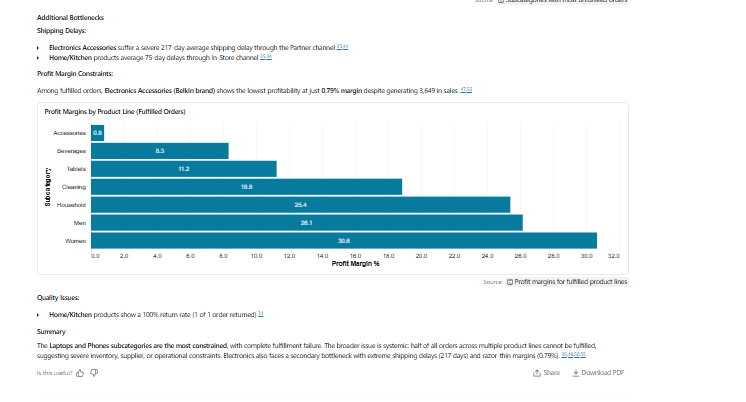 Source: Subcategories with most unfulfilled orders
Additional Bottlenecks
Shipping Delays:
Electronics Accessories suffer a severe 217-day average shipping delay through the Partner channel
Home/Kitchen products average 75-day delays through In-Store channel
Profit Margin Constraints:
Among fulfilled orders, Electronics Accessories (Belkin brand) shows the lowest profitability at just 0.79% margin despite generating 3,649 in sales.
Profit Margins by Product Line (Fulfilled Orders)
Subcategory
Accessories 0.8
Beverages 8.3
Tablets 11.2
Cleaning 18.8
Household 25.4
Men 26.1
Women 30.6
0.0 2.0 4.0 6.0 8.0 10.0 12.0 14.0 16.0 18.0 20.0 22.0 24.0 26.0 28.0 30.0 32.0
Profit Margin %
Source: Profit margins for fulfilled product lines
Quality Issues:
Home/Kitchen products show a 100% return rate (1 of 1 order returned)
Summary
The Laptops and Phones subcategories are the most constrained, with complete fulfillment failure. The broader issue is systemic: half of all orders across multiple product lines cannot be fulfilled,
suggesting severe inventory, supplier, or operational constraints. Electronics also faces a secondary bottleneck with extreme shipping delays (217 days) and razor-thin margins (0.79%).
Is this useful?
Share Download PDF